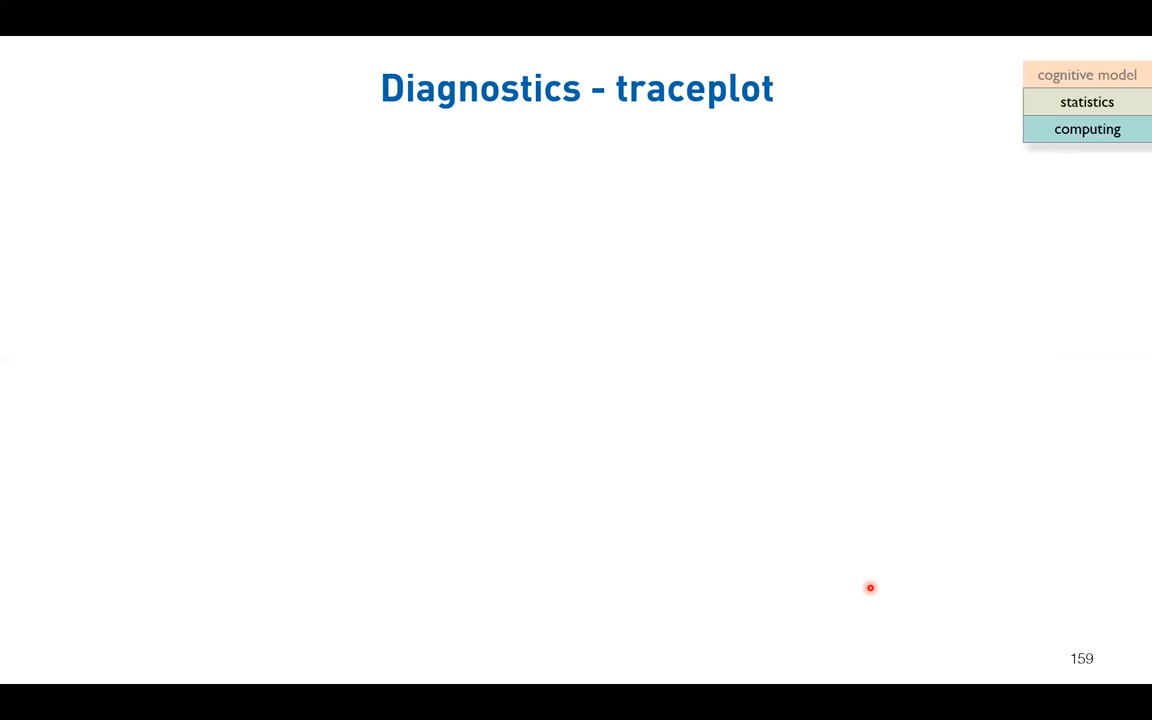 Diagnostics - traceplot
cognitive model
statistics
computing
159